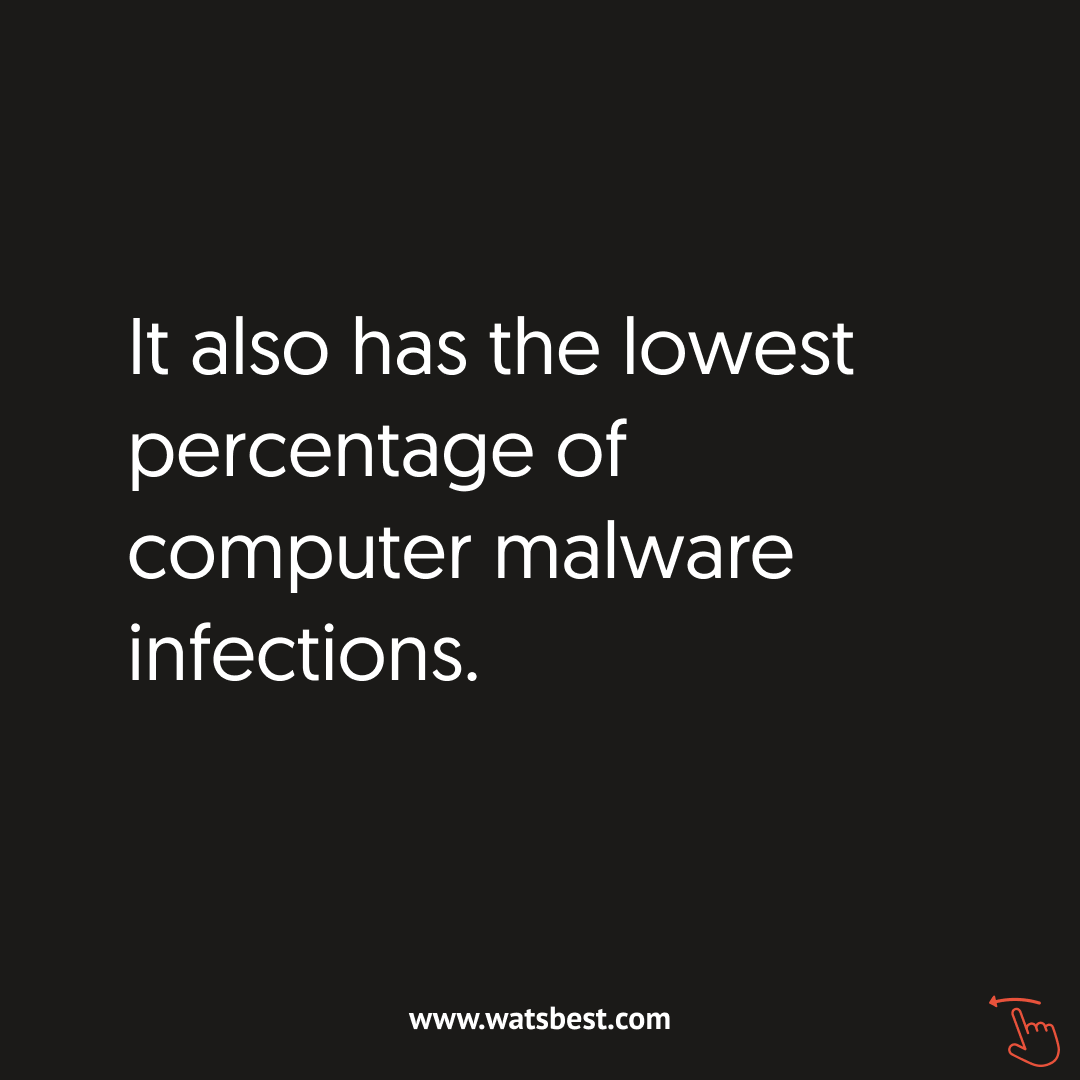 It also has the lowest
percentage of
computer malware
infections.
www.watsbest.com